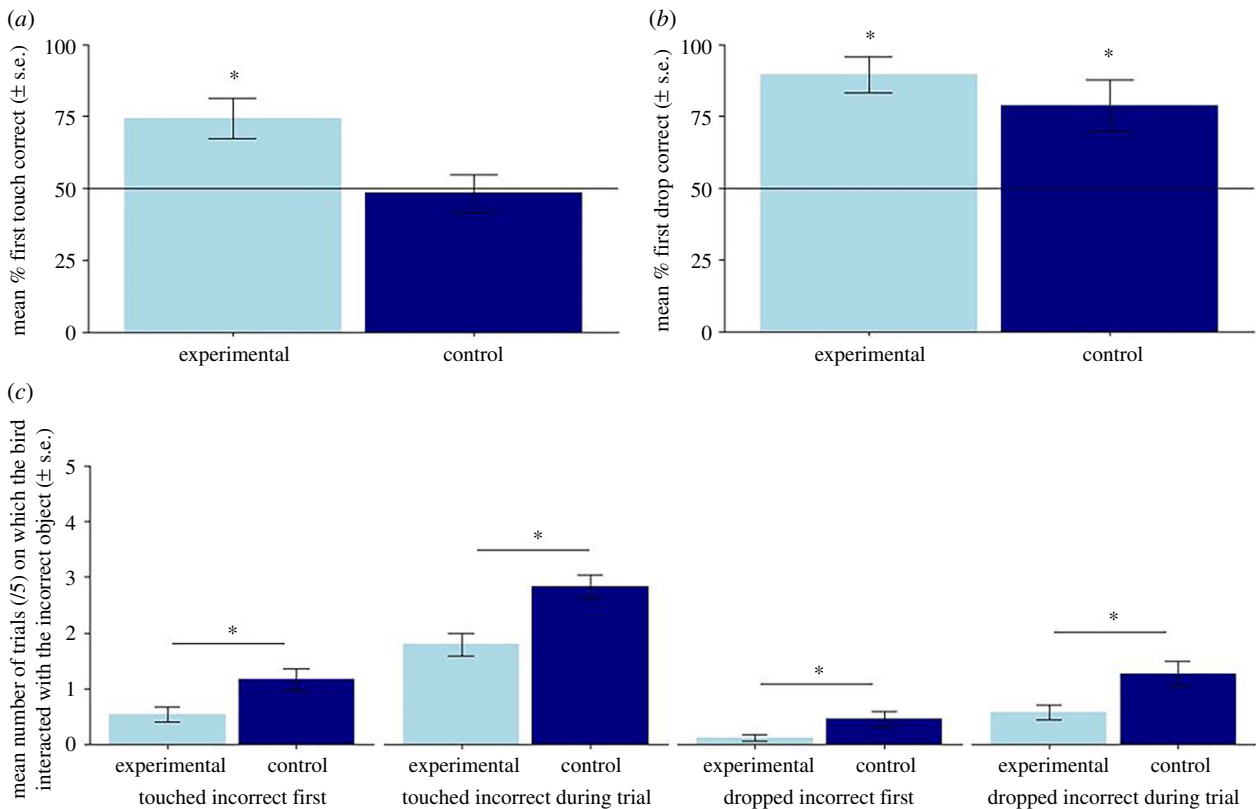 (a)
mean % first touch correct (± s.e.)
100
75
50
25
0
*
experimental
control
(b)
mean % first drop correct (± s.e.)
100
75
50
25
0
*
*
experimental
control
(c)
mean number of trials (/5) on which the bird
interacted with the incorrect object (± s.e.)
5
4
3
2
1
0
*
*
*
*
experimental control experimental control experimental control experimental control
touched incorrect first touched incorrect during trial dropped incorrect first dropped incorrect during trial